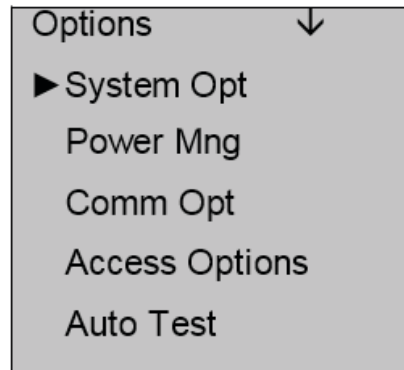 Options ↓
►System Opt
Power Mng
Comm Opt
Access Options
Auto Test